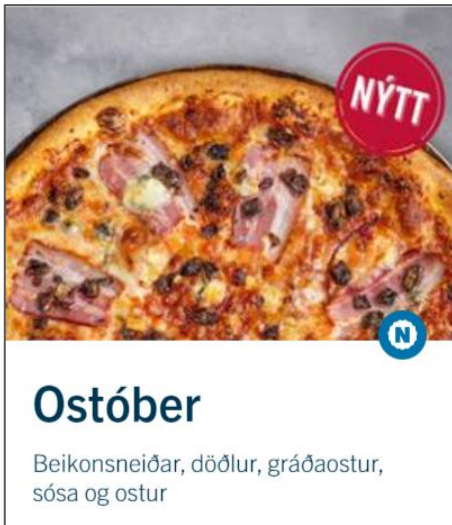 NÝTT
N
Ostóber
Beikonsneiðar, döðlur, gráðaostur,
sósa og ostur